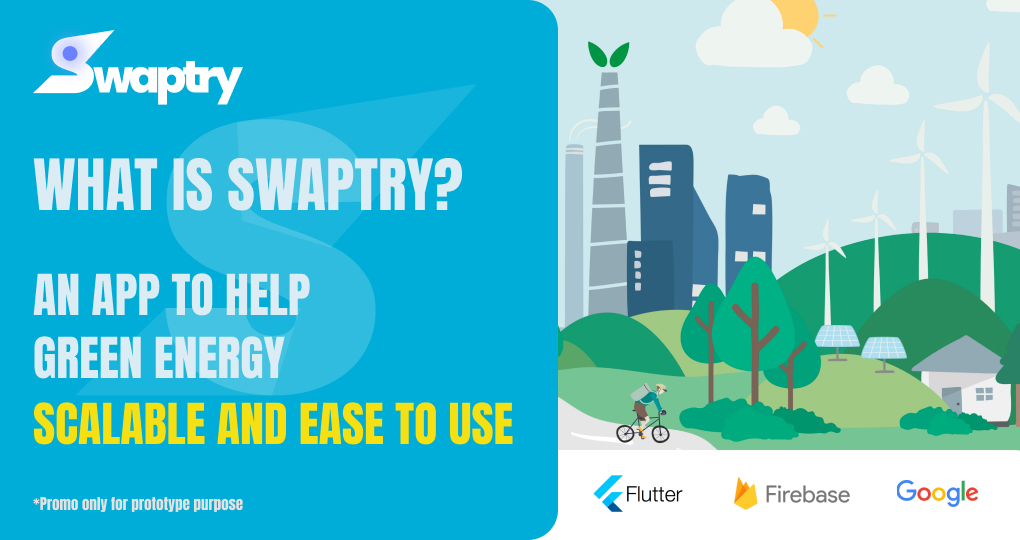 Swaptry
WHAT IS SWAPTRY?
AN APP TO HELP
GREEN ENERGY
SCALABLE AND EASE TO USE
*Promo only for prototype purpose
Flutter
Firebase
Google